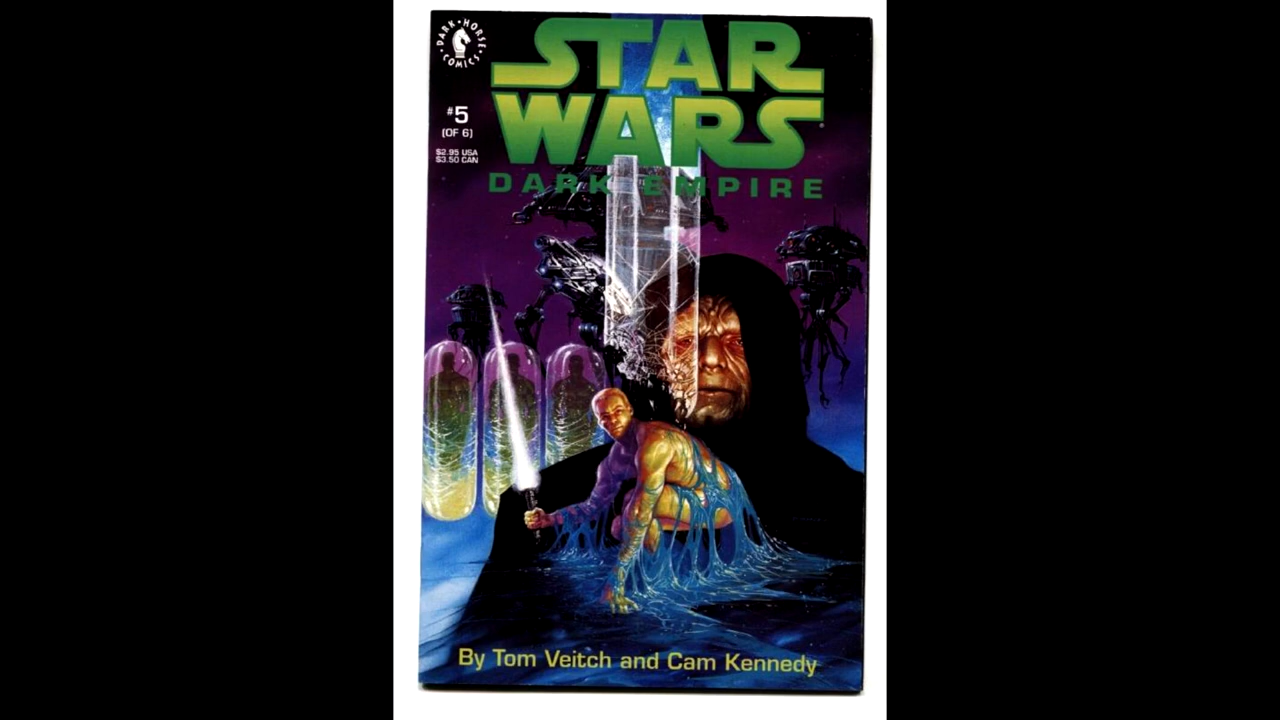 DARK HORSE COMICS
#5
(OF 6)
$2.95 USA
$3.50 CAN
STAR
WARS®
DARK EMPIRE
By Tom Veitch and Cam Kennedy